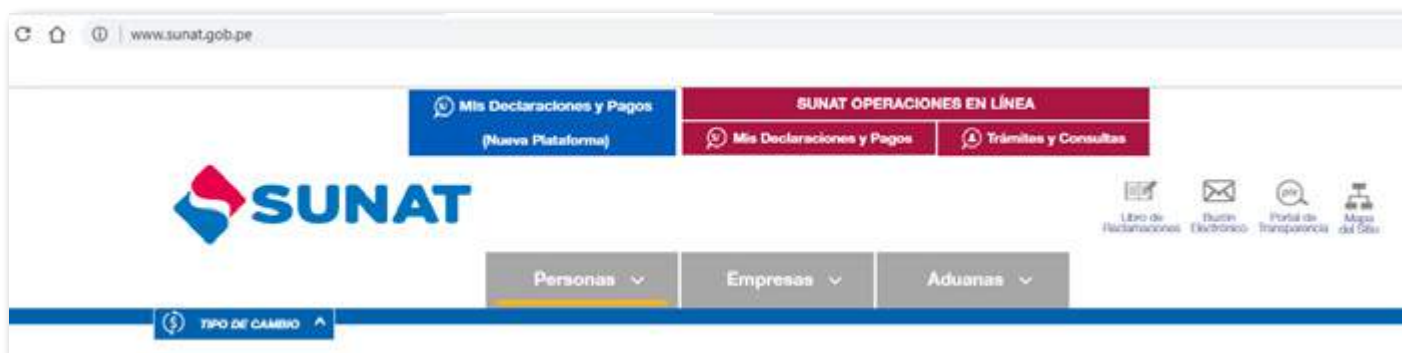 www.sunat.gob.pe
Mis Declaraciones y Pagos
(Nueva Plataforma)
SUNAT OPERACIONES EN LÍNEA
Mis Declaraciones y Pagos
Trámites y Consultas
SUNAT
Libro de
Reclamaciones
Buzón
Electrónico
Portal de
Transparencia
Mapa
del Sitio
Personas
Empresas
Aduanas
TIPO DE CAMBIO